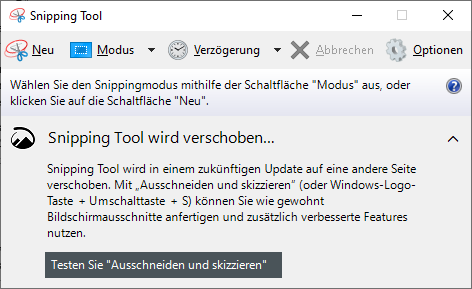 Snipping Tool
Neu Modus Verzögerung Abbrechen Optionen
Wählen Sie den Snippingmodus mithilfe der Schaltfläche "Modus" aus, oder
klicken Sie auf die Schaltfläche "Neu".
Snipping Tool wird verschoben...
Snipping Tool wird in einem zukünftigen Update auf eine andere Seite
verschoben. Mit „Ausschneiden und skizzieren“ (oder Windows-Logo-
Taste + Umschalttaste + S) können Sie wie gewohnt
Bildschirmausschnitte anfertigen und zusätzlich verbesserte Features
nutzen.
Testen Sie "Ausschneiden und skizzieren"